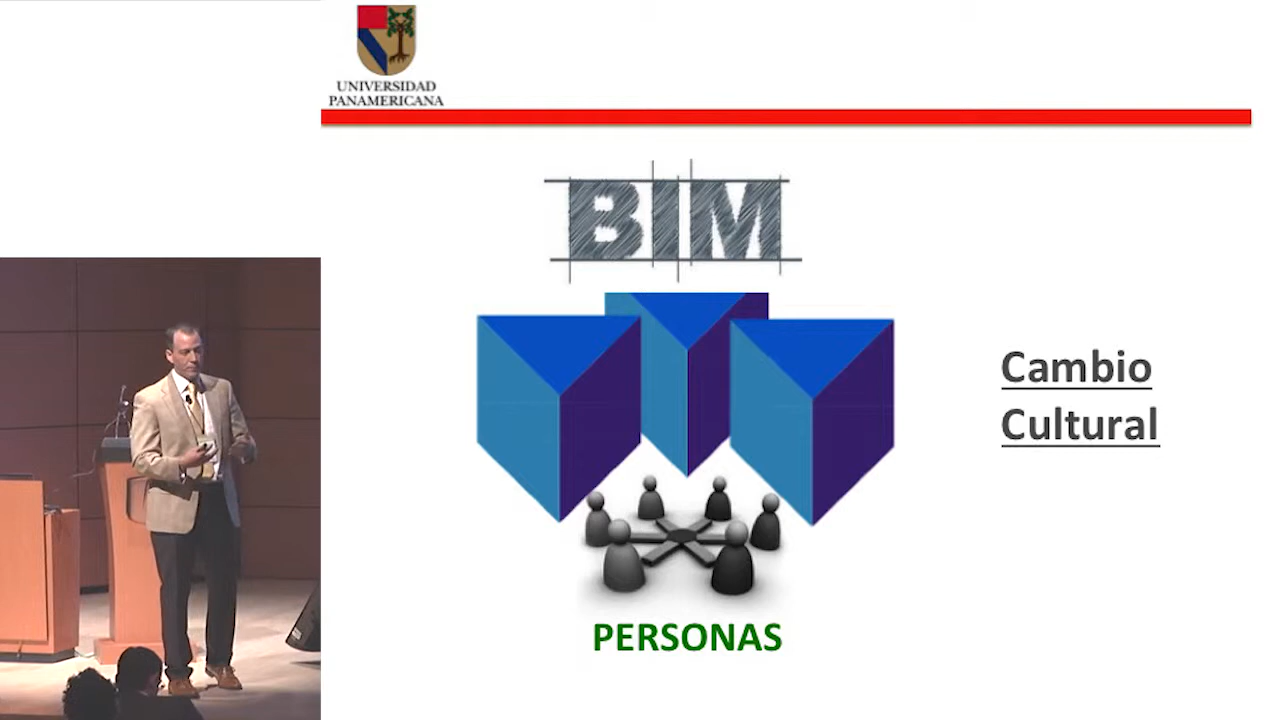 UNIVERSIDAD
PANAMERICANA
BIM
Cambio
Cultural
PERSONAS